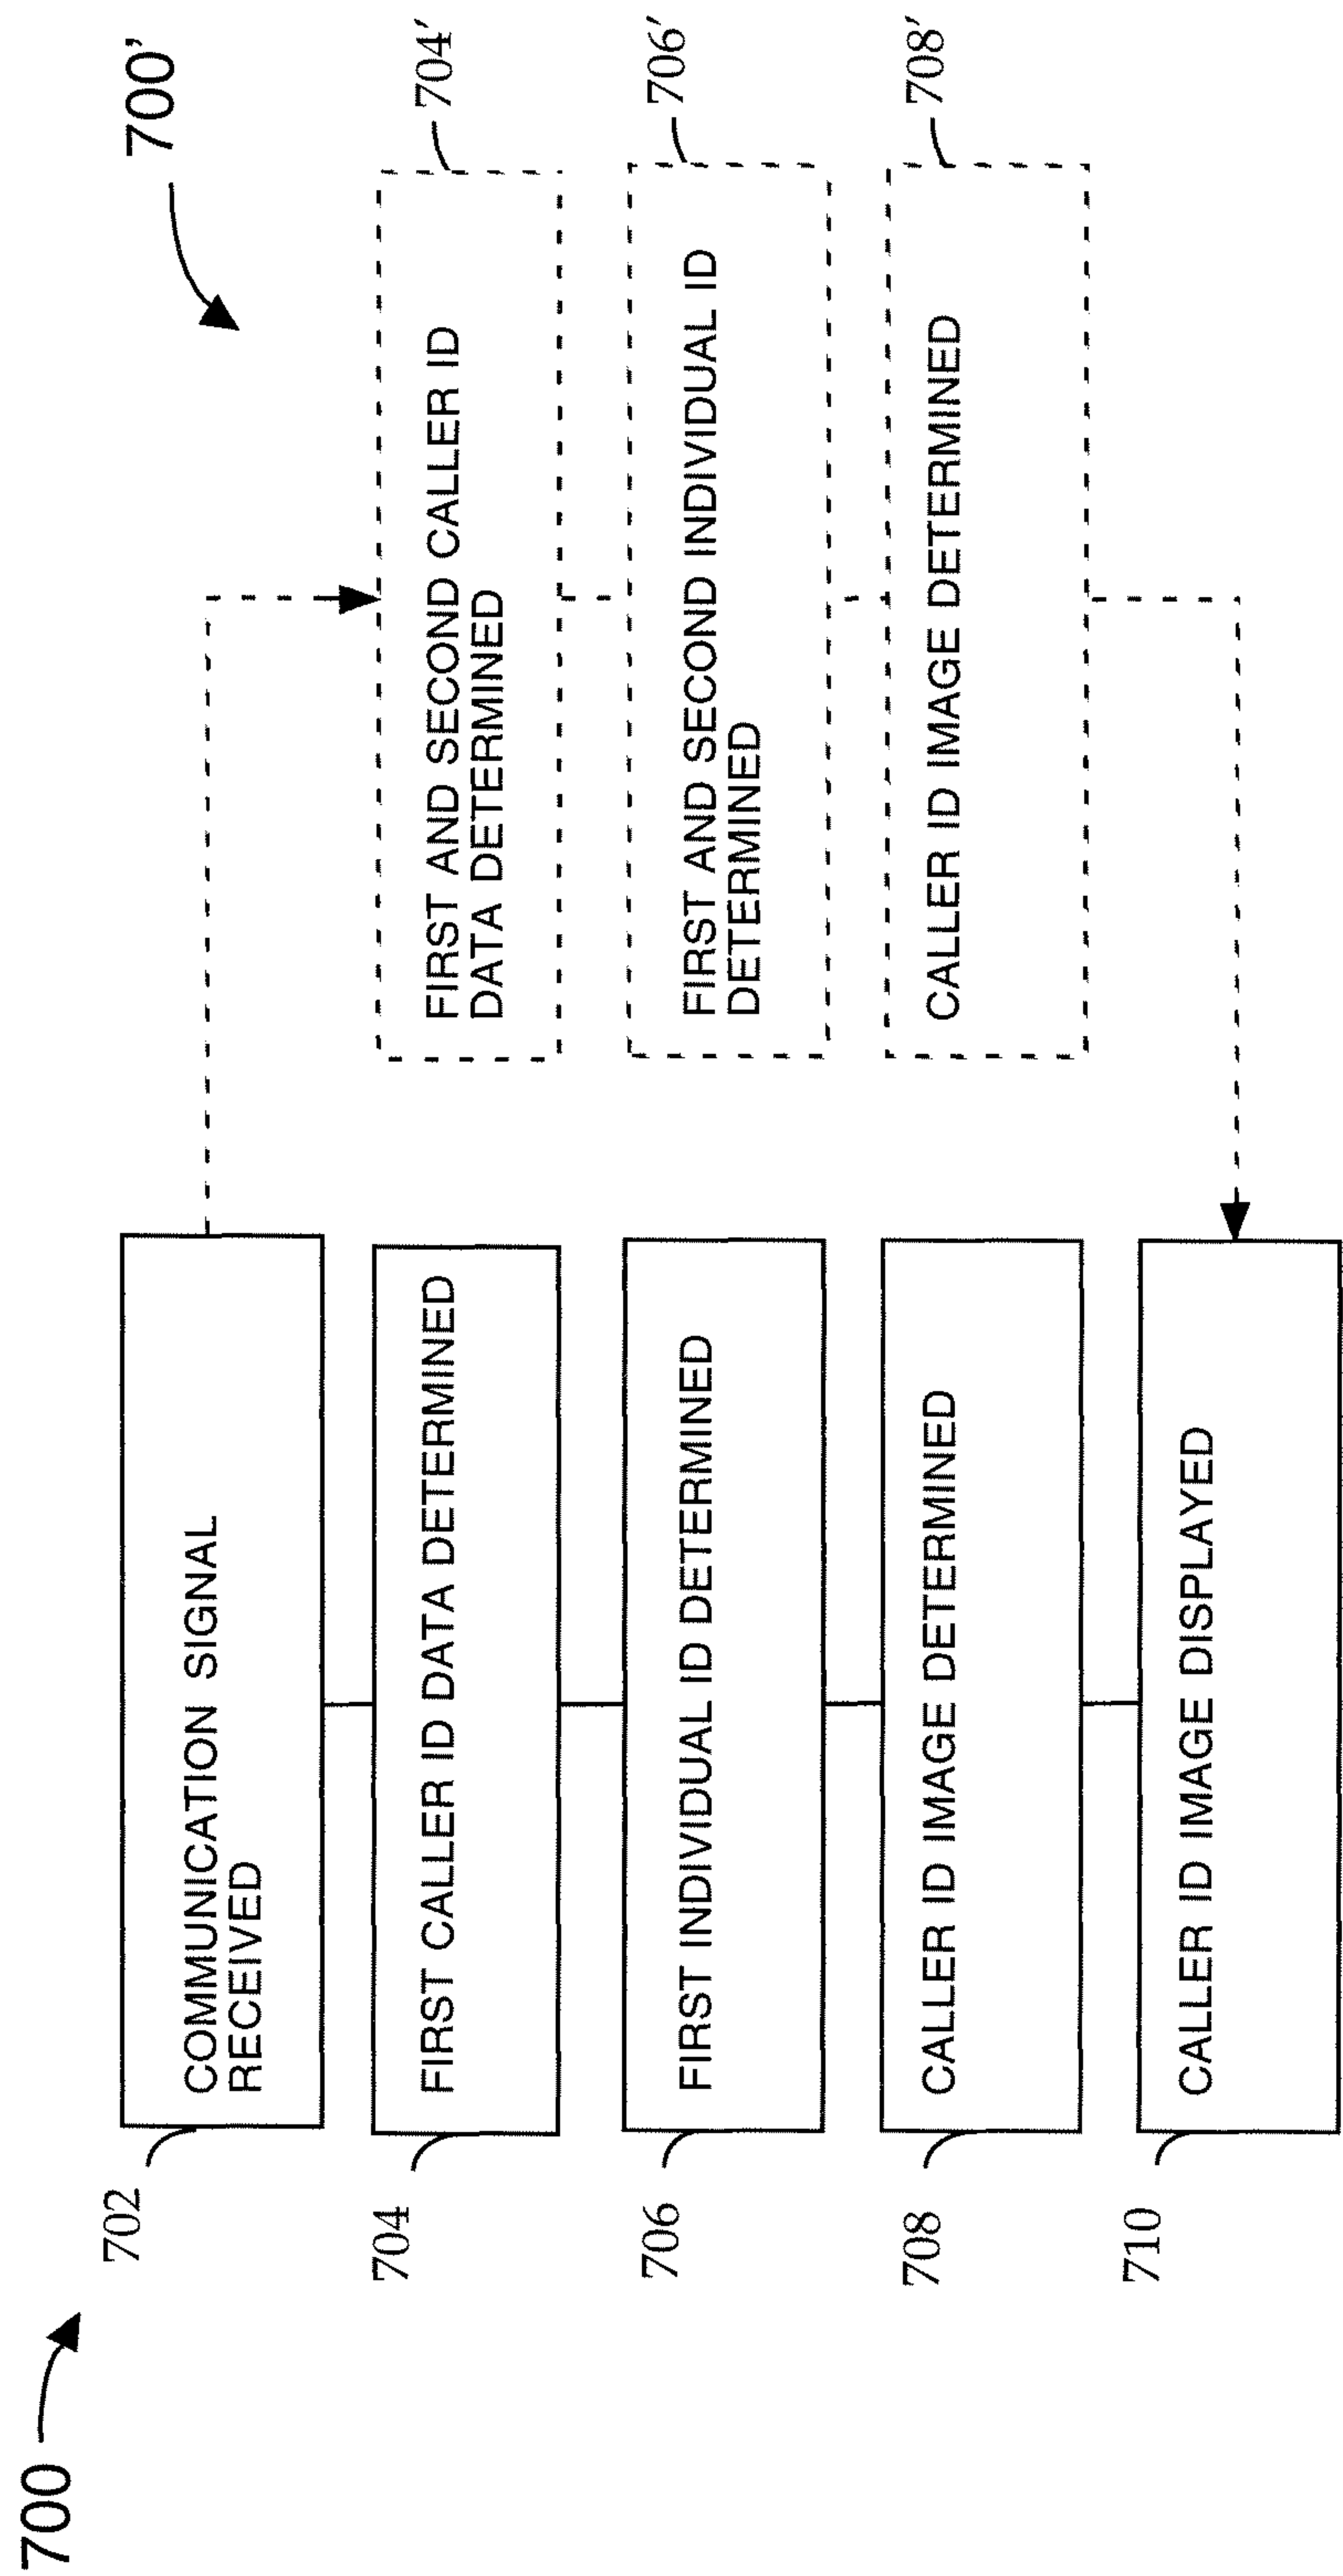 700
702
COMMUNICATION SIGNAL
RECEIVED
704
FIRST CALLER ID DATA DETERMINED
706
FIRST INDIVIDUAL ID DETERMINED
708
CALLER ID IMAGE DETERMINED
710
CALLER ID IMAGE DISPLAYED
700'
704'
FIRST AND SECOND CALLER ID
DATA DETERMINED
706'
FIRST AND SECOND INDIVIDUAL ID
DETERMINED
708'
CALLER ID IMAGE DETERMINED